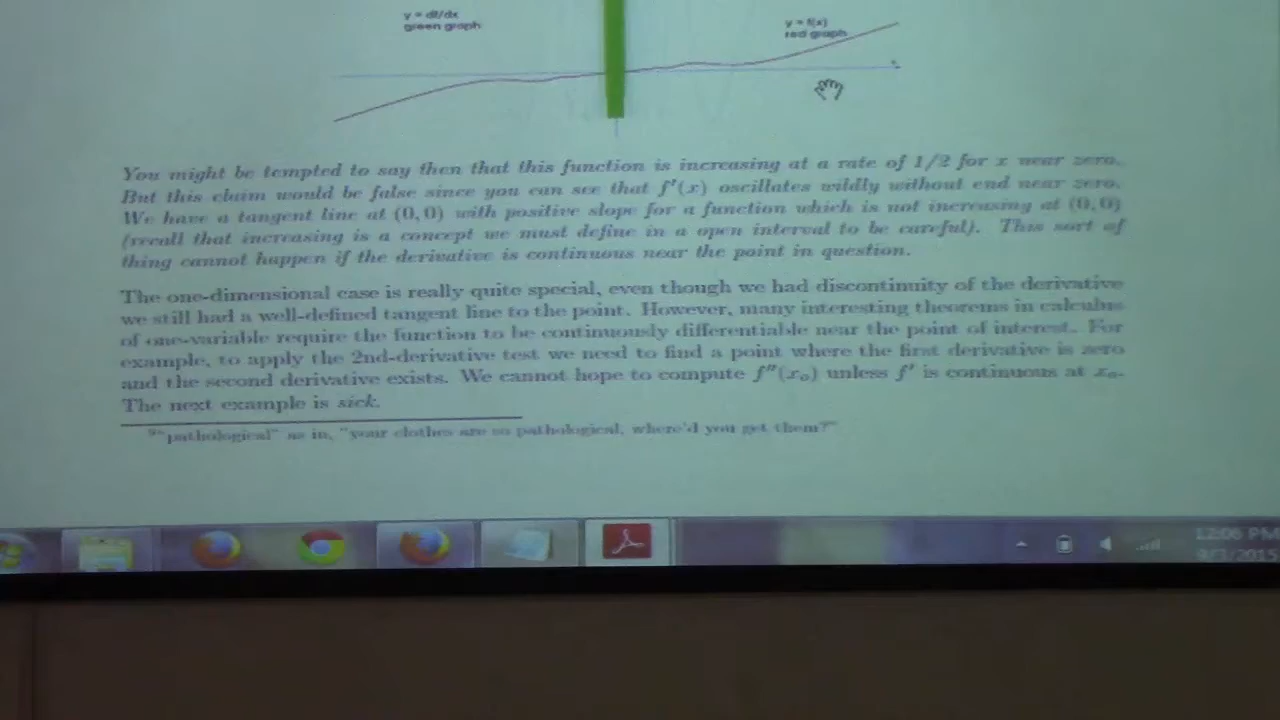 y = df/dx
green graph
y = f(x)
red graph
You might be tempted to say then that this function is increasing at a rate of 1/2 for x near zero.
But this claim would be false since you can see that f′(x) oscillates wildly without end near zero.
We have a tangent line at (0, 0) with positive slope for a function which is not increasing at (0, 0)
(recall that increasing is a concept we must define in a open interval to be careful). This sort of
thing cannot happen if the derivative is continuous near the point in question.
The one-dimensional case is really quite special, even though we had discontinuity of the derivative
we still had a well-defined tangent line to the point. However, many interesting theorems in calculus
of one-variable require the function to be continuously differentiable near the point of interest. For
example, to apply the 2nd-derivative test we need to find a point where the first derivative is zero
and the second derivative exists. We cannot hope to compute f″(xₒ) unless f′ is continuous at xₒ.
The next example is sick.
⁹"pathological" as in, "your clothes are so pathological, where'd you get them?"
12:06 PM
9/3/2015